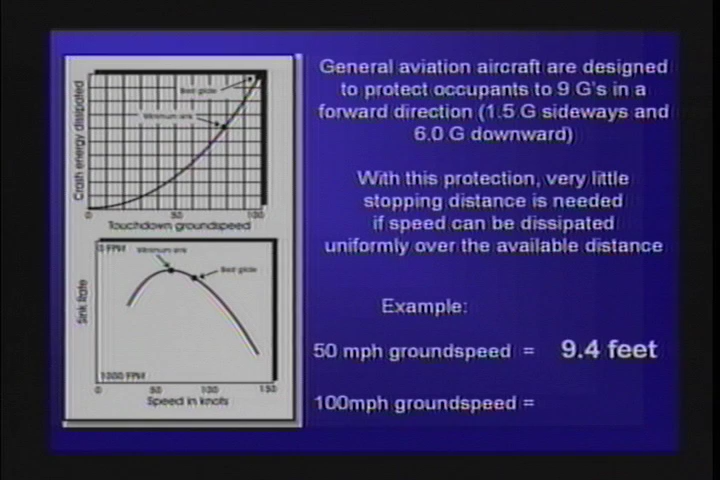 Crash energy dissipated
Best glide
Minimum sink
0 50 100
Touchdown groundspeed
0 FPM
Minimum sink
Best glide
Sink Rate
1000 FPM
0 50 100 150
Speed in knots
General aviation aircraft are designed
to protect occupants to 9 G's in a
forward direction (1.5 G sideways and
6.0 G downward)
With this protection, very little
stopping distance is needed
if speed can be dissipated
uniformly over the available distance
Example:
50 mph groundspeed = 9.4 feet
100mph groundspeed =